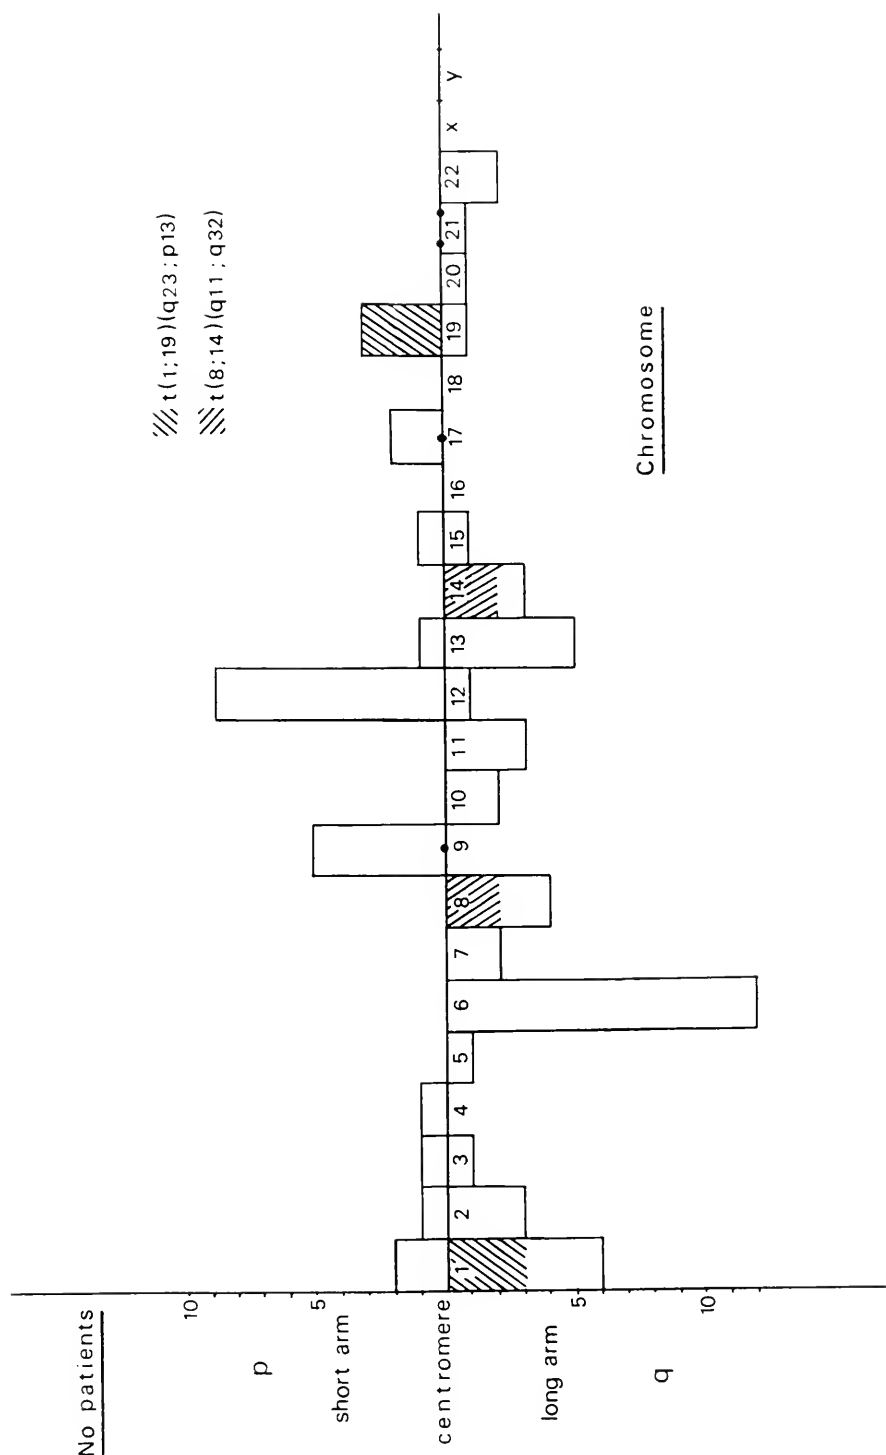 No patients
t(1;19)(q23;p13)
t(8;14)(q11;q32)
10
p
5
short arm
centromere
1 2 3 4 5 6 7 8 9 10 11 12 13 14 15 16 17 18 19 20 21 22 x y
long arm
5
Chromosome
q
10